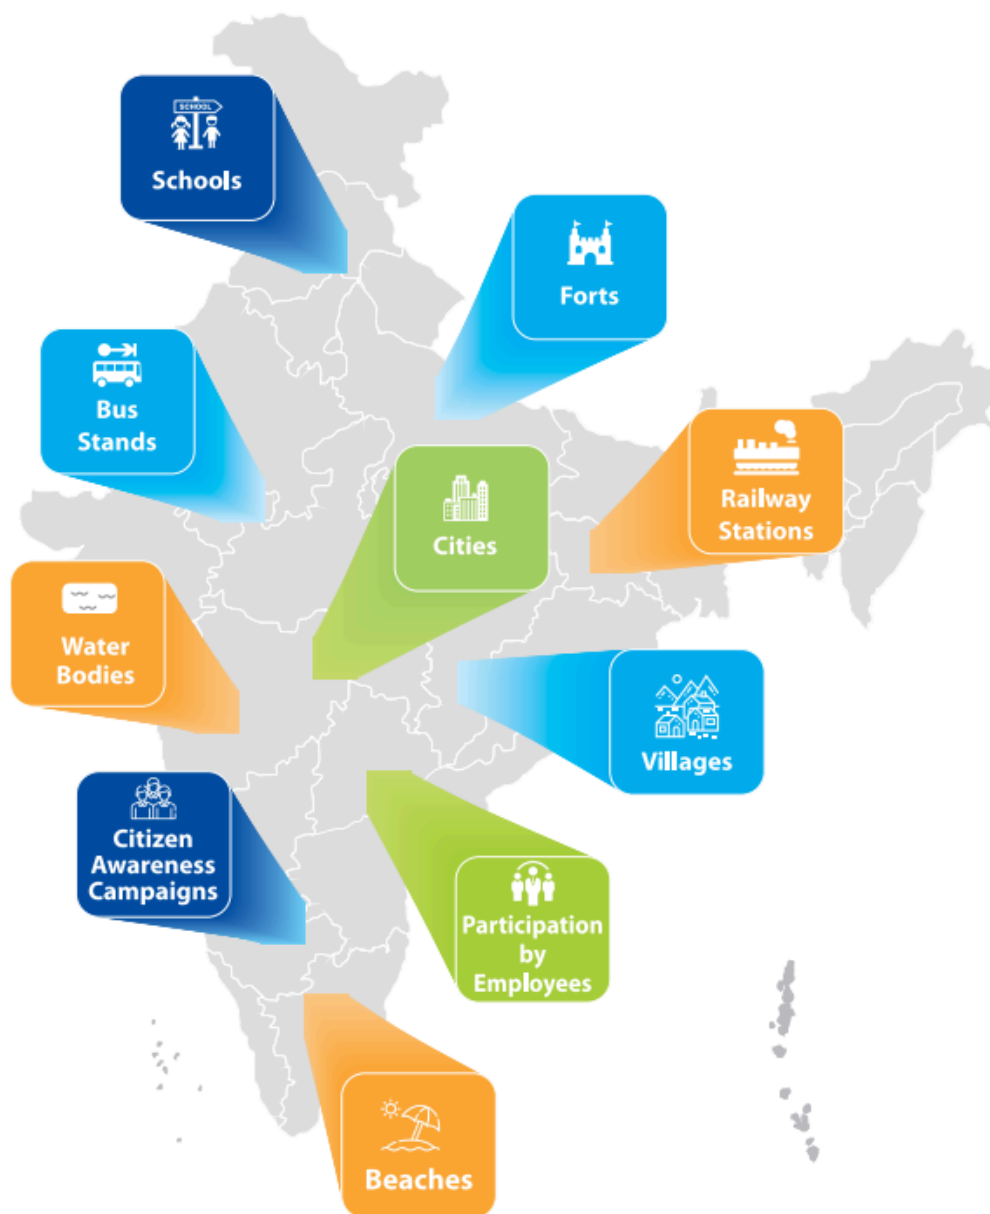 SCHOOL
Schools
Forts
Bus
Stands
Railway
Stations
Cities
Water
Bodies
Villages
Citizen
Awareness
Campaigns
Participation
by
Employees
Beaches